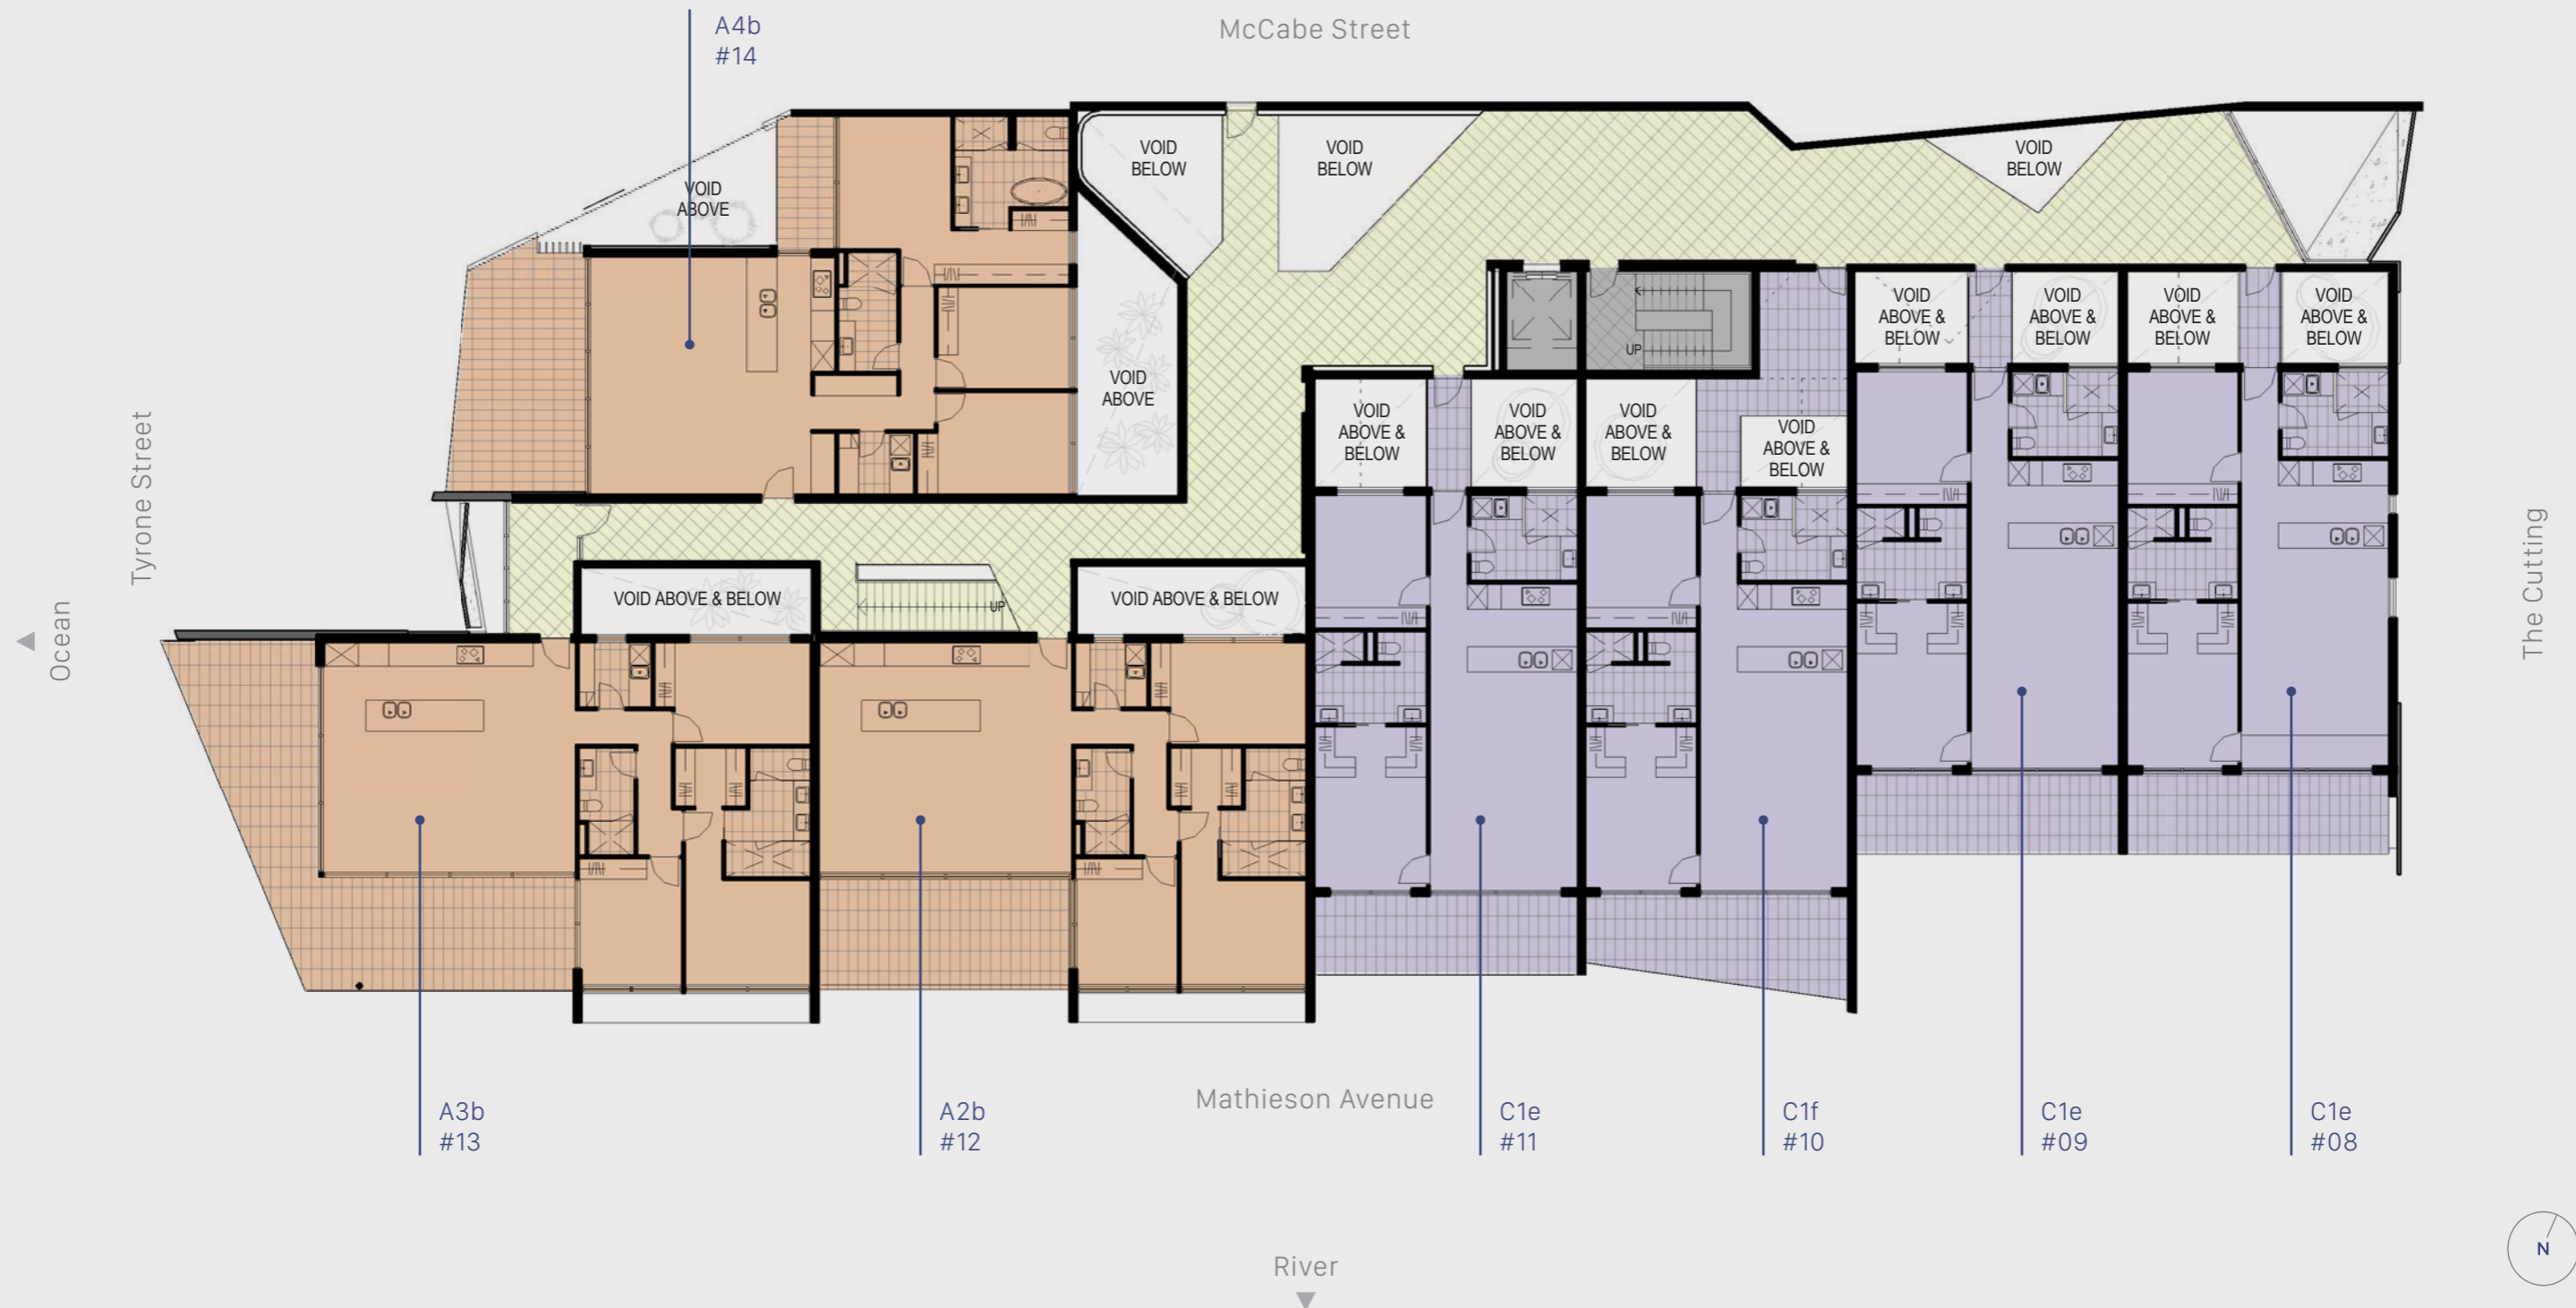 A4b
#14
McCabe Street
VOID
ABOVE
VOID
BELOW
VOID
BELOW
VOID
BELOW
VOID
ABOVE
VOID
ABOVE &
BELOW
VOID
ABOVE &
BELOW
VOID
ABOVE &
BELOW
VOID
ABOVE &
BELOW
VOID
ABOVE &
BELOW
VOID
ABOVE &
BELOW
VOID
ABOVE &
BELOW
VOID
ABOVE &
BELOW
UP
VOID ABOVE & BELOW
UP
VOID ABOVE & BELOW
Tyrone Street
Ocean
The Cutting
A3b
#13
A2b
#12
Mathieson Avenue
C1e
#11
C1f
#10
C1e
#09
C1e
#08
River
N